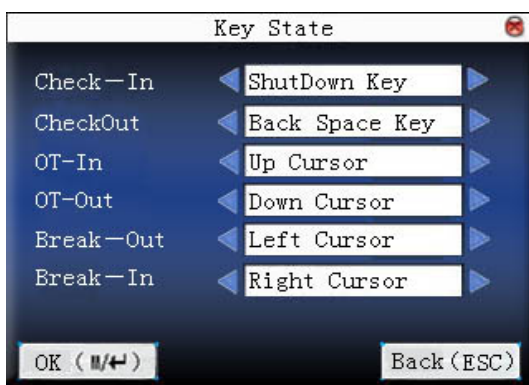 Key State
Check—In ShutDown Key
CheckOut Back Space Key
OT-In Up Cursor
OT-Out Down Cursor
Break—Out Left Cursor
Break—In Right Cursor
OK (M/↵) Back(ESC)